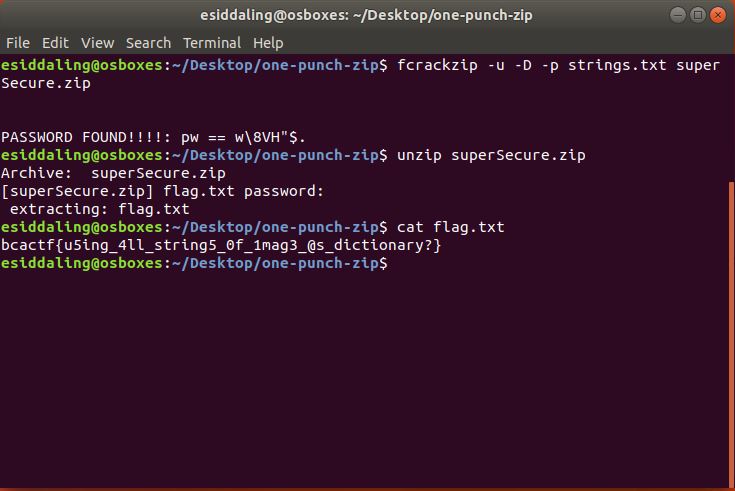 esiddaling@osboxes: ~/Desktop/one-punch-zip
File Edit View Search Terminal Help
esiddaling@osboxes:~/Desktop/one-punch-zip$ fcrackzip -u -D -p strings.txt super
Secure.zip
PASSWORD FOUND!!!!: pw == w\8VH"$.
esiddaling@osboxes:~/Desktop/one-punch-zip$ unzip superSecure.zip
Archive:  superSecure.zip
[superSecure.zip] flag.txt password:
 extracting: flag.txt
esiddaling@osboxes:~/Desktop/one-punch-zip$ cat flag.txt
bcactf{u5ing_4ll_string5_0f_1mag3_@s_dictionary?}
esiddaling@osboxes:~/Desktop/one-punch-zip$